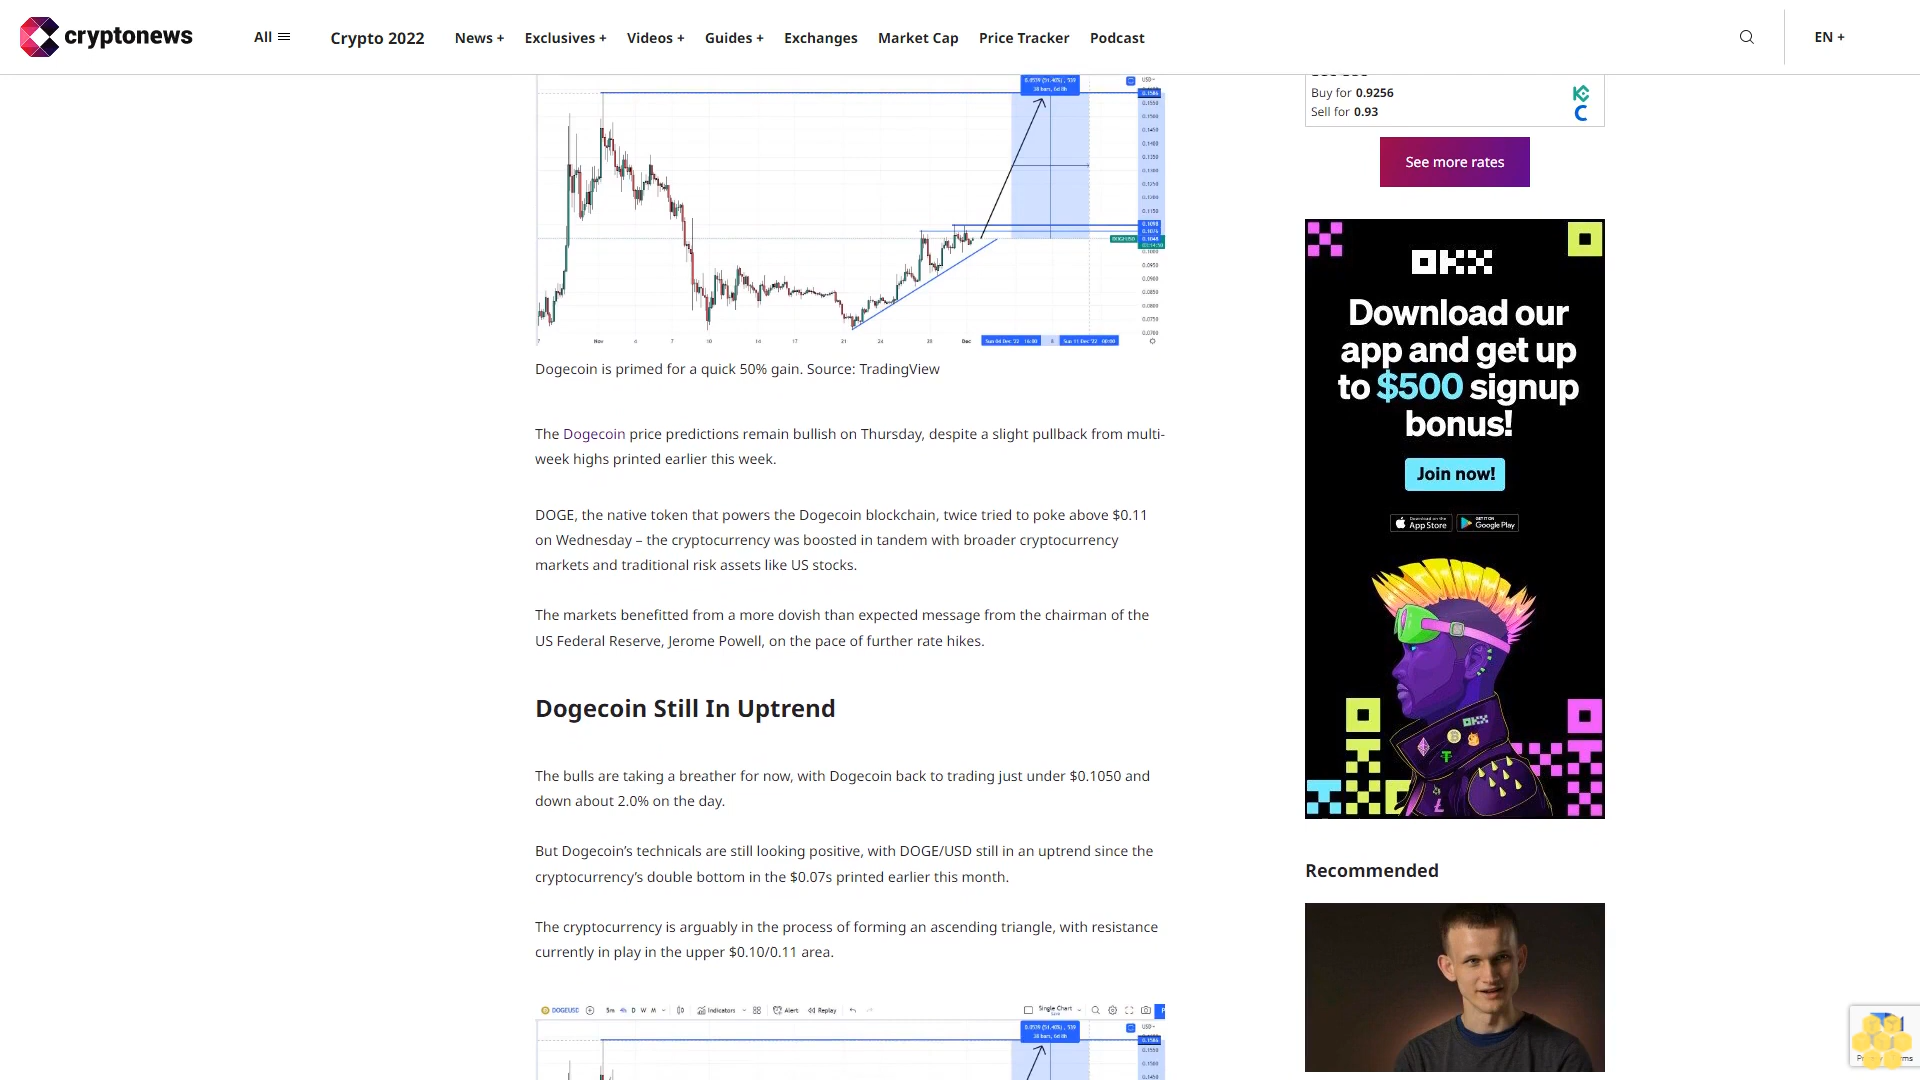 cryptonews
All
Crypto 2022
News +
Exclusives +
Videos +
Guides +
Exchanges
Market Cap
Price Tracker
Podcast
EN +
Dogecoin is primed for a quick 50% gain. Source: TradingView
The Dogecoin price predictions remain bullish on Thursday, despite a slight pullback from multi-
week highs printed earlier this week.
DOGE, the native token that powers the Dogecoin blockchain, twice tried to poke above $0.11
on Wednesday – the cryptocurrency was boosted in tandem with broader cryptocurrency
markets and traditional risk assets like US stocks.
The markets benefitted from a more dovish than expected message from the chairman of the
US Federal Reserve, Jerome Powell, on the pace of further rate hikes.
Dogecoin Still In Uptrend
The bulls are taking a breather for now, with Dogecoin back to trading just under $0.1050 and
down about 2.0% on the day.
But Dogecoin’s technicals are still looking positive, with DOGE/USD still in an uptrend since the
cryptocurrency’s double bottom in the $0.07s printed earlier this month.
The cryptocurrency is arguably in the process of forming an ascending triangle, with resistance
currently in play in the upper $0.10/0.11 area.
DOGEUSD
5m
4h
D
W
M
Indicators
Alert
Replay
Single Chart
Save
Buy for 0.9256
Sell for 0.93
See more rates
OKX
Download our
app and get up
to $500 signup
bonus!
Join now!
Download on the
App Store
GET IT ON
Google Play
OKX
Recommended